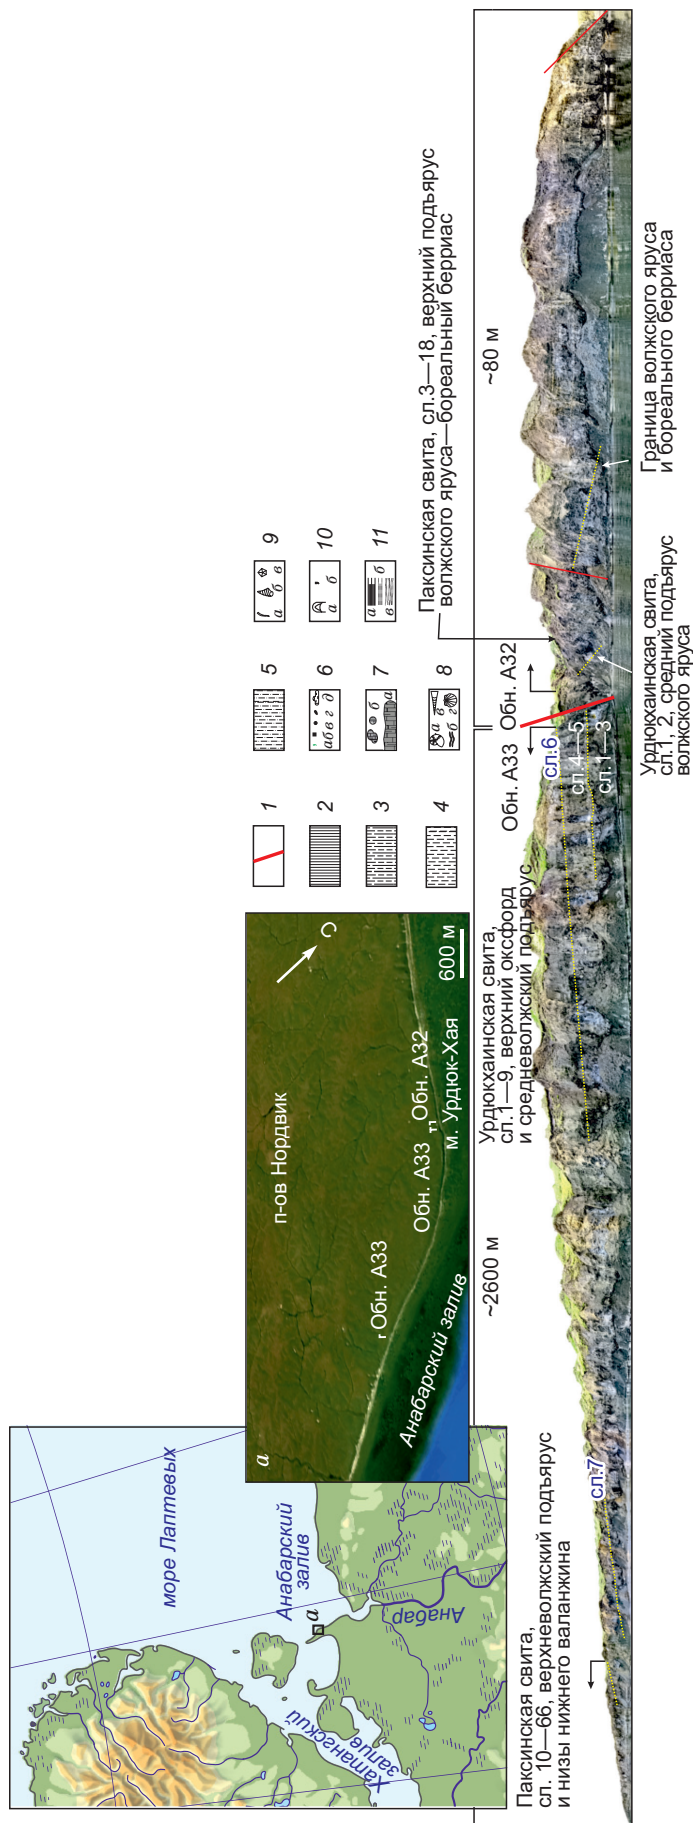 море Лаптевых
Анабарский
залив
а
Анабар
Хатангский
залив
а
п-ов Нордвик
С
Обн. А33
Обн. А33
Обн. А32
м. Урдюк-Хая
Анабарский залив
600 м
1
2
3
4
5
6
а б в г д
7
б
а
8
а
в
б
г
9
а б в
10
а б
11
а
б
в
~2600 м
~80 м
Паксинская свита,
сл. 10—66, верхневолжский подъярус
и низы нижнего валанжина
Урдюкхаинская свита,
сл.1—9, верхний оксфорд
и средневолжский подъярус
Обн. А33
Обн. А32
Паксинская свита, сл.3—18, верхний подъярус
волжского яруса—бореальный берриас
сл.7
сл.6
сл.4—5
сл.1—3
Урдюкхаинская свита,
сл.1, 2, средний подъярус
волжского яруса
Граница волжского яруса
и бореального берриаса